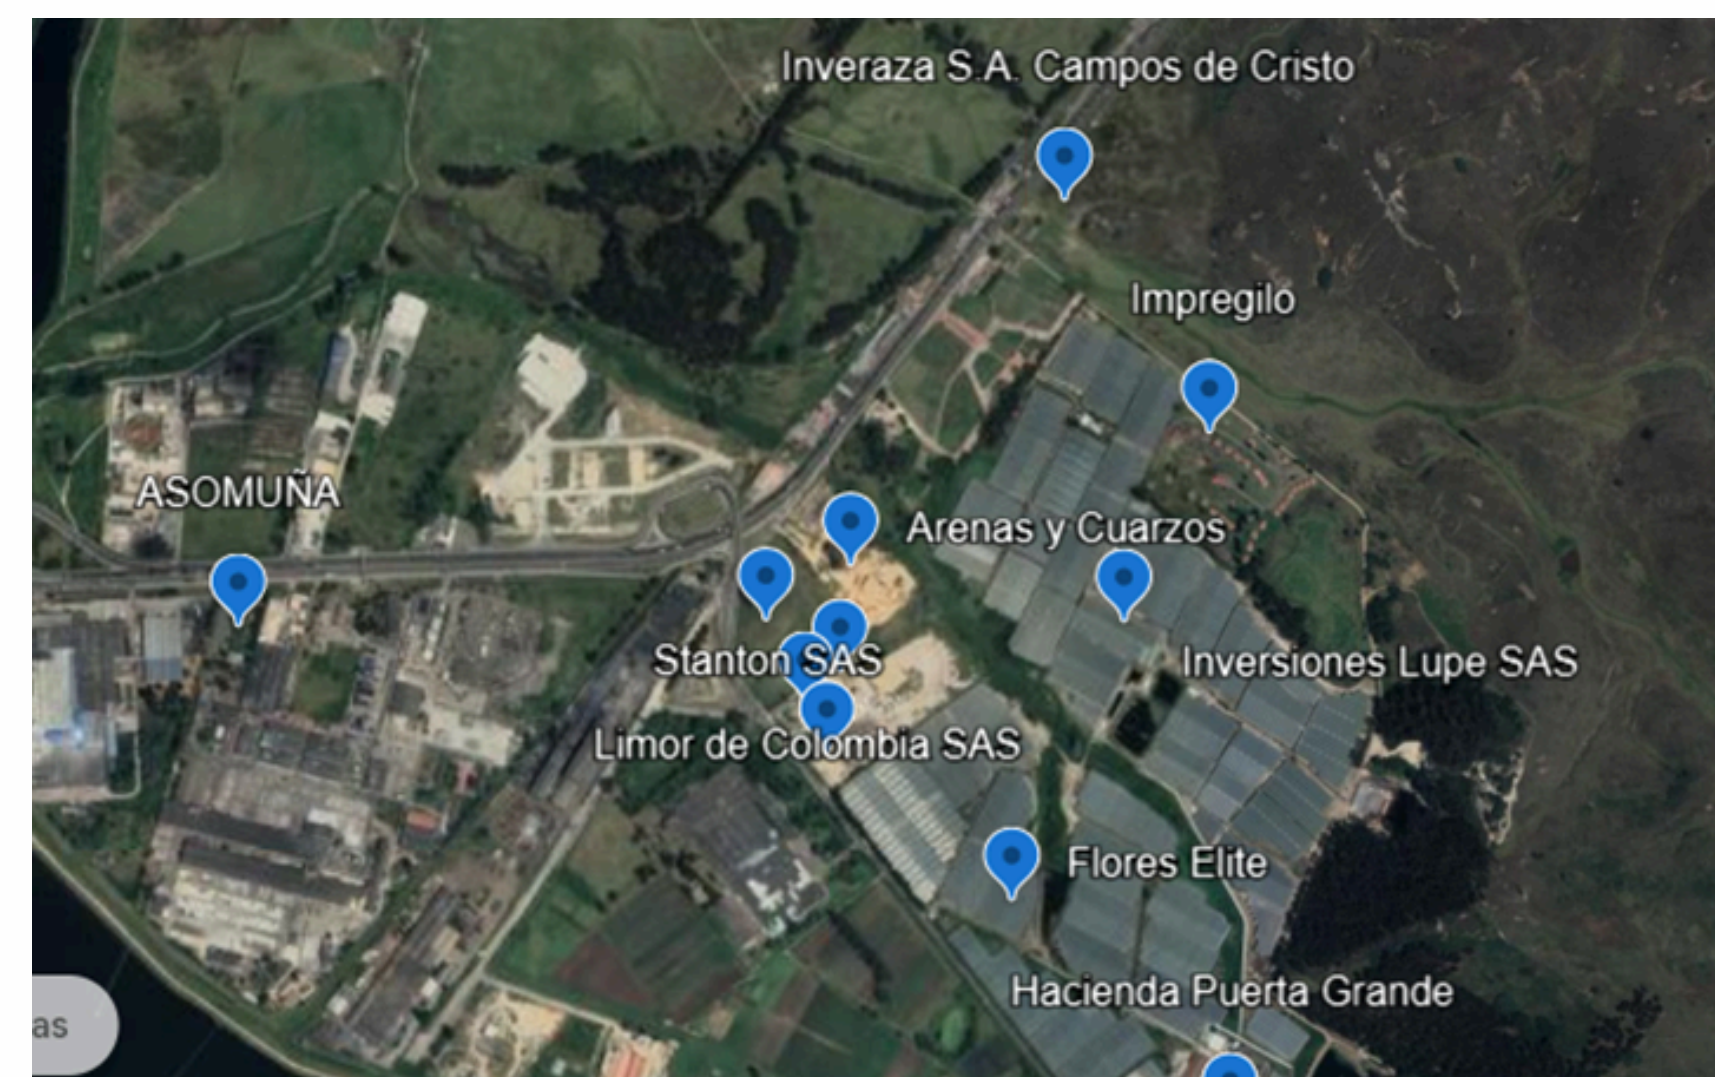 Inveraza S.A. Campos de Cristo
Impregilo
ASOMUÑA
Arenas y Cuarzos
Stanton SAS
Inversiones Lupe SAS
Limor de Colombia SAS
Flores Elite
Hacienda Puerta Grande
as